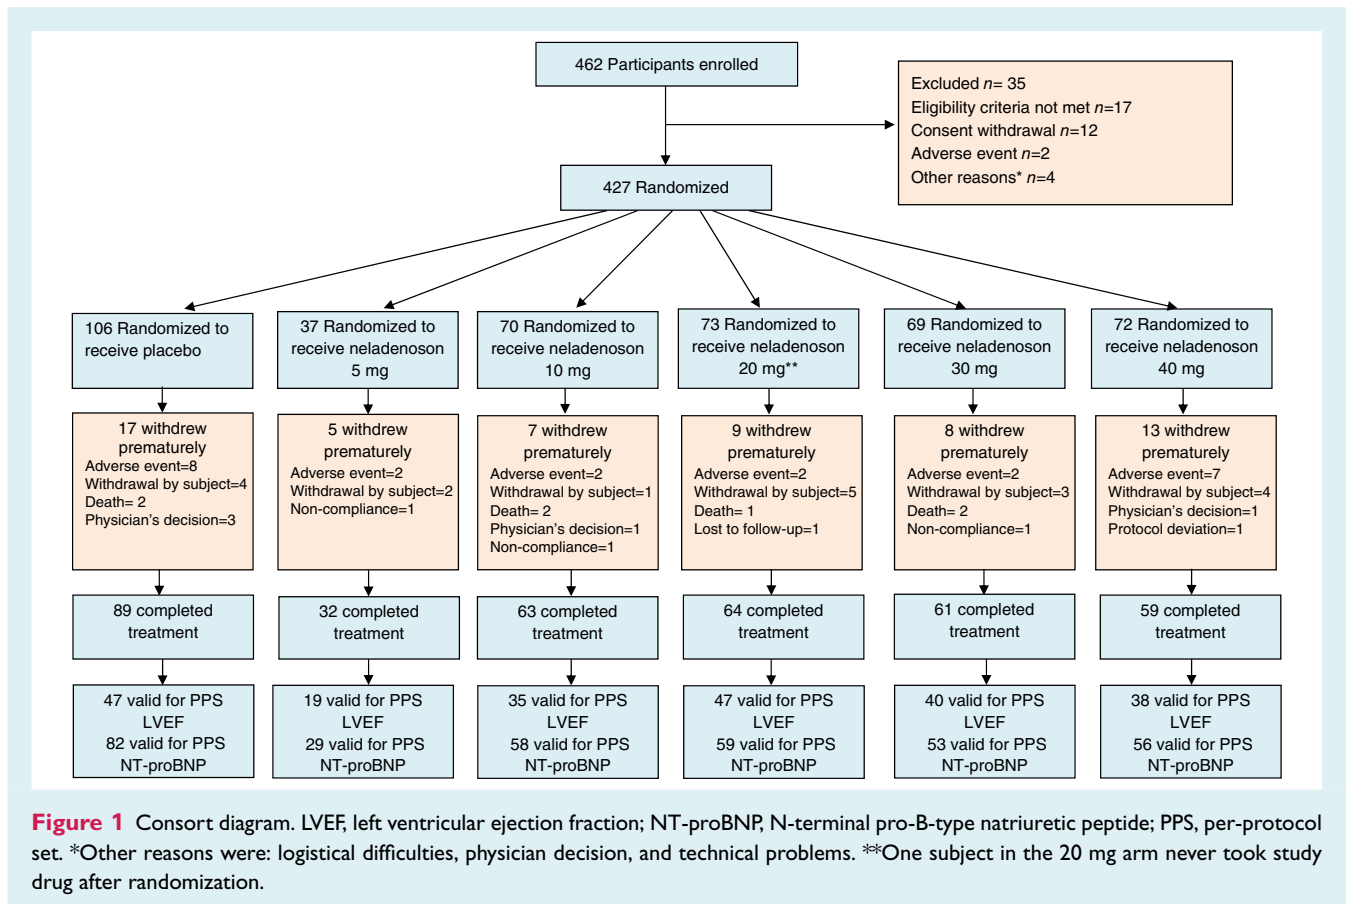 462 Participants enrolled
Excluded n= 35
Eligibility criteria not met n=17
Consent withdrawal n=12
Adverse event n=2
Other reasons* n=4
427 Randomized
106 Randomized to
receive placebo
37 Randomized to
receive neladenoson
5 mg
70 Randomized to
receive neladenoson
10 mg
73 Randomized to
receive neladenoson
20 mg**
69 Randomized to
receive neladenoson
30 mg
72 Randomized to
receive neladenoson
40 mg
17 withdrew
prematurely
Adverse event=8
Withdrawal by subject=4
Death= 2
Physician's decision=3
5 withdrew
prematurely
Adverse event=2
Withdrawal by subject=2
Non-compliance=1
7 withdrew
prematurely
Adverse event=2
Withdrawal by subject=1
Death= 2
Physician's decision=1
Non-compliance=1
9 withdrew
prematurely
Adverse event=2
Withdrawal by subject=5
Death= 1
Lost to follow-up=1
8 withdrew
prematurely
Adverse event=2
Withdrawal by subject=3
Death= 2
Non-compliance=1
13 withdrew
prematurely
Adverse event=7
Withdrawal by subject=4
Physician's decision=1
Protocol deviation=1
89 completed
treatment
32 completed
treatment
63 completed
treatment
64 completed
treatment
61 completed
treatment
59 completed
treatment
47 valid for PPS
LVEF
82 valid for PPS
NT-proBNP
19 valid for PPS
LVEF
29 valid for PPS
NT-proBNP
35 valid for PPS
LVEF
58 valid for PPS
NT-proBNP
47 valid for PPS
LVEF
59 valid for PPS
NT-proBNP
40 valid for PPS
LVEF
53 valid for PPS
NT-proBNP
38 valid for PPS
LVEF
56 valid for PPS
NT-proBNP
Figure 1 Consort diagram. LVEF, left ventricular ejection fraction; NT-proBNP, N-terminal pro-B-type natriuretic peptide; PPS, per-protocol
set. *Other reasons were: logistical difficulties, physician decision, and technical problems. **One subject in the 20 mg arm never took study
drug after randomization.